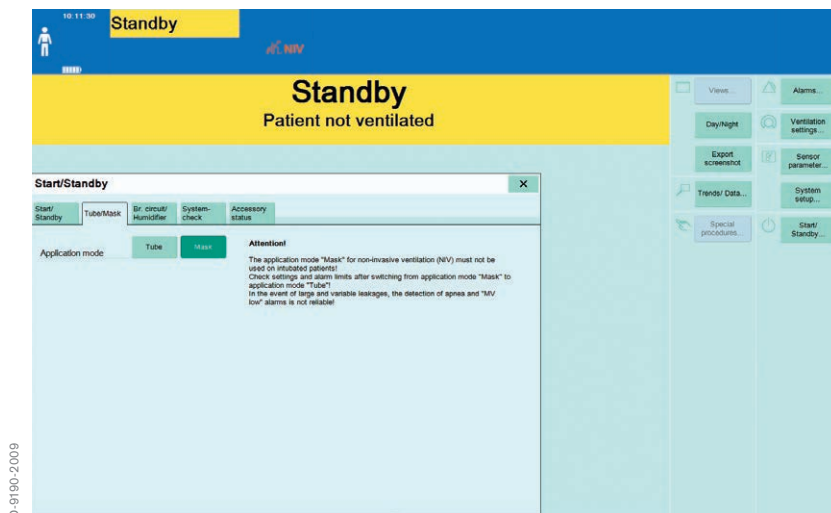 10:11:30
Standby
NIV
Standby
Patient not ventilated
Views...
Alarms...
Day/Night
Ventilation
settings...
Export
screenshot
Sensor
parameter...
Trends/ Data...
System
setup...
Special
procedures...
Start/
Standby...
Start/Standby
X
Start/
Standby
Tube/Mask
Br. circuit/
Humidifier
System-
check
Accessory
status
Application mode
Tube
Mask
Attention!
The application mode "Mask" for non-invasive ventilation (NIV) must not be
used on intubated patients!
Check settings and alarm limits after switching from application mode "Mask" to
application mode "Tube"!
In the event of large and variable leakages, the detection of apnea and "MV
low" alarms is not reliable!
-9190-2009